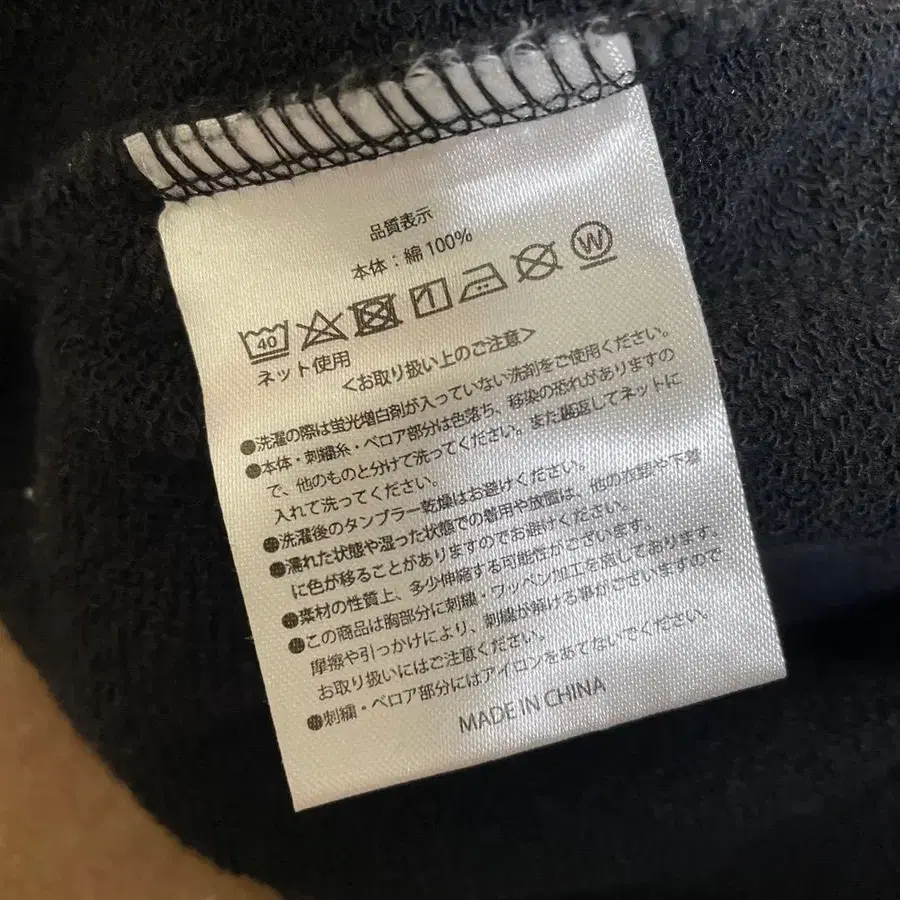 品質表示
本体：綿 100%
40 W
ネット使用
<お取り扱い上のご注意>
●洗濯の際は蛍光増白剤が入っていない洗剤をご使用ください。
●本体・刺繍糸・ベロア部分は色落ち、移染の恐れがありますの
で、他のものと分けて洗ってください。また裏返してネットに
入れて洗ってください。
●洗濯後のタンブラー乾燥はお避けください。
●濡れた状態や湿った状態での着用や放置は、他の衣類や下着
に色が移ることがありますのでお避けください。
●素材の性質上、多少伸縮する可能性がございます。
●この商品は胸部分に刺繍・ワッペン加工を施しております。
摩擦や引っかけにより、刺繍が解ける事がございますので
お取り扱いにはご注意ください。
●刺繍・ベロア部分にはアイロンをあてないでください。
MADE IN CHINA